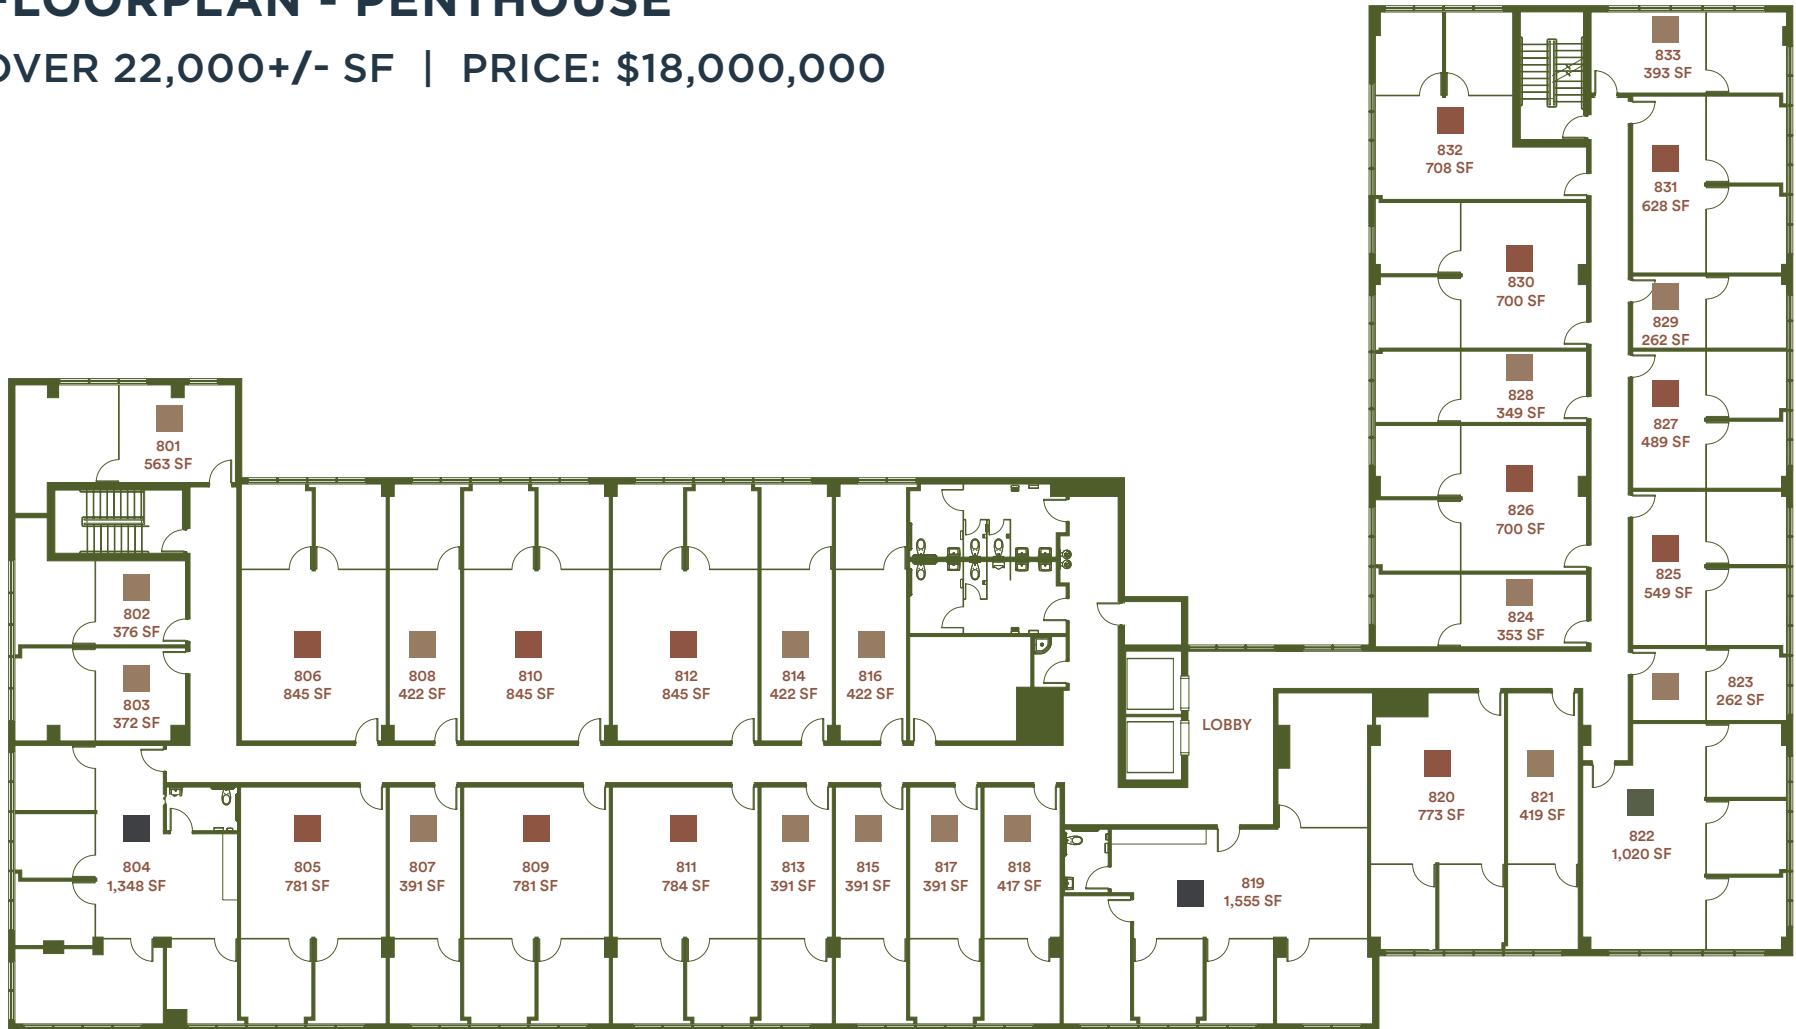 FLOORPLAN - PENTHOUSE
OVER 22,000+/- SF | PRICE: $18,000,000
833
393 SF
832
708 SF
831
628 SF
830
700 SF
829
262 SF
828
349 SF
827
489 SF
826
700 SF
825
549 SF
824
353 SF
823
262 SF
801
563 SF
802
376 SF
803
372 SF
806
845 SF
808
422 SF
810
845 SF
812
845 SF
814
422 SF
816
422 SF
LOBBY
804
1,348 SF
805
781 SF
807
391 SF
809
781 SF
811
784 SF
813
391 SF
815
391 SF
817
391 SF
818
417 SF
819
1,555 SF
820
773 SF
821
419 SF
822
1,020 SF